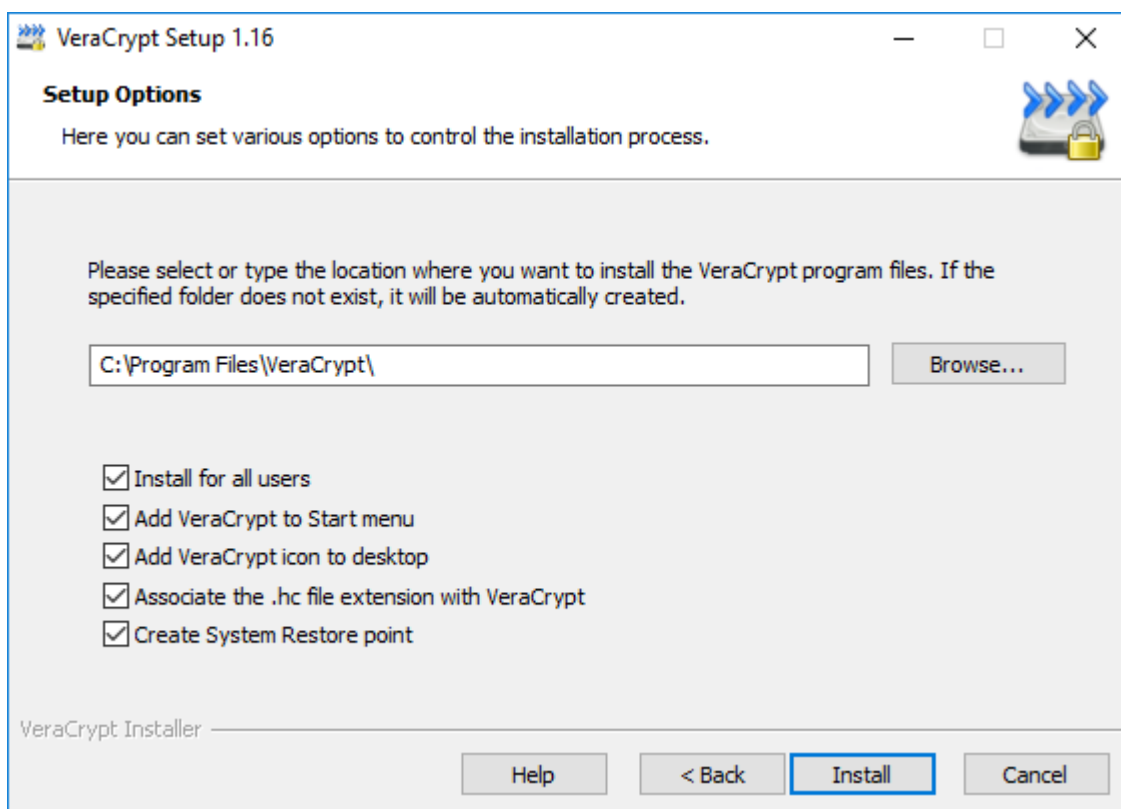 VeraCrypt Setup 1.16
Setup Options
Here you can set various options to control the installation process.
Please select or type the location where you want to install the VeraCrypt program files. If the
specified folder does not exist, it will be automatically created.
C:\Program Files\VeraCrypt\
Browse...
Install for all users
Add VeraCrypt to Start menu
Add VeraCrypt icon to desktop
Associate the .hc file extension with VeraCrypt
Create System Restore point
VeraCrypt Installer
Help
< Back
Install
Cancel